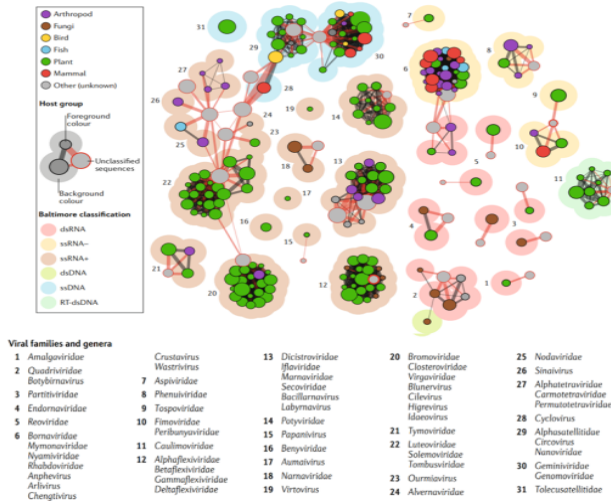 Arthropod
Fungi
Bird
Fish
Plant
Mammal
Other (unknown)
Host group
Foreground
colour
Unclassified
sequences
Background
colour
Baltimore classification
dsRNA
ssRNA–
ssRNA+
dsDNA
ssDNA
RT-dsDNA
31
29
30
28
27
26
25
24
23
22
21
20
19
18
17
16
15
14
13
12
7
6
8
9
10
5
11
4
3
2
1
Viral families and genera
1 Amalgaviridae
2 Quadriviridae
Botybirnavirus
3 Partitiviridae
4 Endornaviridae
5 Reoviridae
6 Bornaviridae
Mymonaviridae
Nyamiviridae
Rhabdoviridae
Anphevirus
Arlivirus
Chengtivirus
Crustavirus
Wastrivirus
7 Aspiviridae
8 Phenuiviridae
9 Tospoviridae
10 Fimoviridae
Peribunyaviridae
11 Caulimoviridae
12 Alphaflexiviridae
Betaflexiviridae
Gammaflexiviridae
Deltaflexiviridae
13 Dicistroviridae
Iflaviridae
Marnaviridae
Secoviridae
Bacillarnavirus
Labyrnavirus
14 Potyviridae
15 Papanivirus
16 Benyviridae
17 Aumaivirus
18 Narnaviridae
19 Virtovirus
20 Bromoviridae
Closteroviridae
Virgaviridae
Blunervirus
Cilevirus
Higrevirus
Idaeovirus
21 Tymoviridae
22 Luteoviridae
Solemoviridae
Tombusviridae
23 Ourmiavirus
24 Alvernaviridae
25 Nodaviridae
26 Sinaivirus
27 Alphatetraviridae
Carmotetraviridae
Permutotetraviridae
28 Cyclovirus
29 Alphasatellitidae
Circovirus
Nanoviridae
30 Geminiviridae
Genomoviridae
31 Tolecusatellitidae